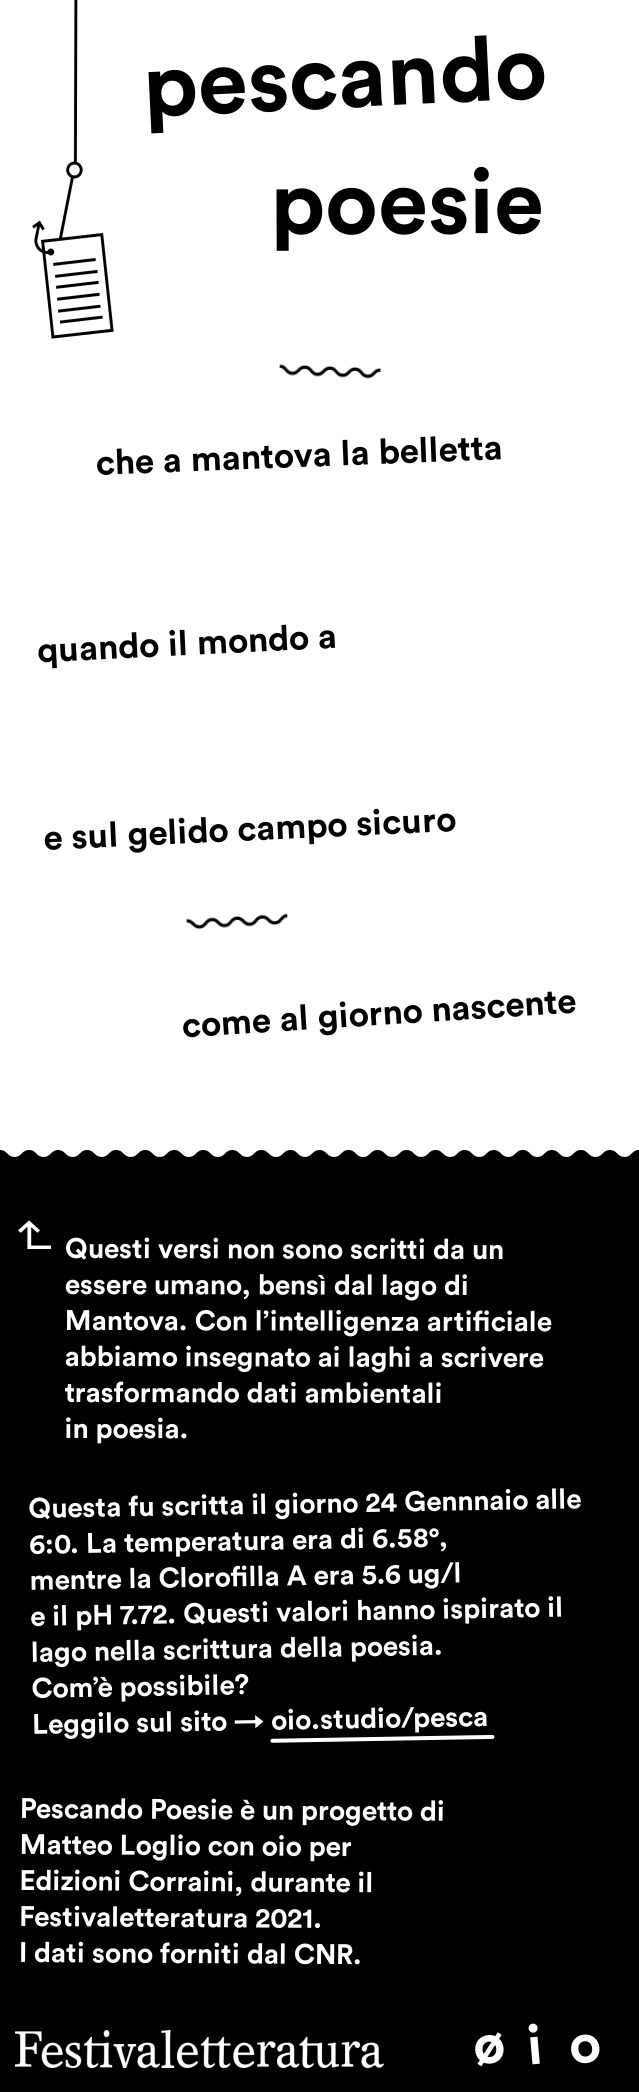 pescando
poesie
che a mantova la belletta
quando il mondo a
e sul gelido campo sicuro
come al giorno nascente
Questi versi non sono scritti da un
essere umano, bensì dal lago di
Mantova. Con l’intelligenza artificiale
abbiamo insegnato ai laghi a scrivere
trasformando dati ambientali
in poesia.
Questa fu scritta il giorno 24 Gennnaio alle
6:0. La temperatura era di 6.58°,
mentre la Clorofilla A era 5.6 ug/l
e il pH 7.72. Questi valori hanno ispirato il
lago nella scrittura della poesia.
Com’è possibile?
Leggilo sul sito → oio.studio/pesca
Pescando Poesie è un progetto di
Matteo Loglio con oio per
Edizioni Corraini, durante il
Festivaletteratura 2021.
I dati sono forniti dal CNR.
Festivaletteratura ø i o